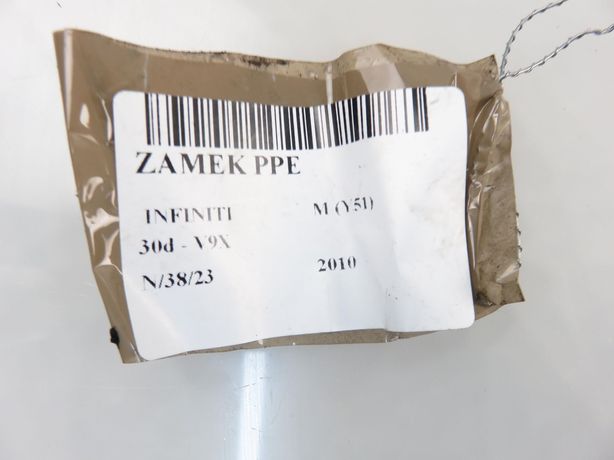 ZAMEK PPE
INFINITI M (Y51)
30d - V9X
N/38/23 2010